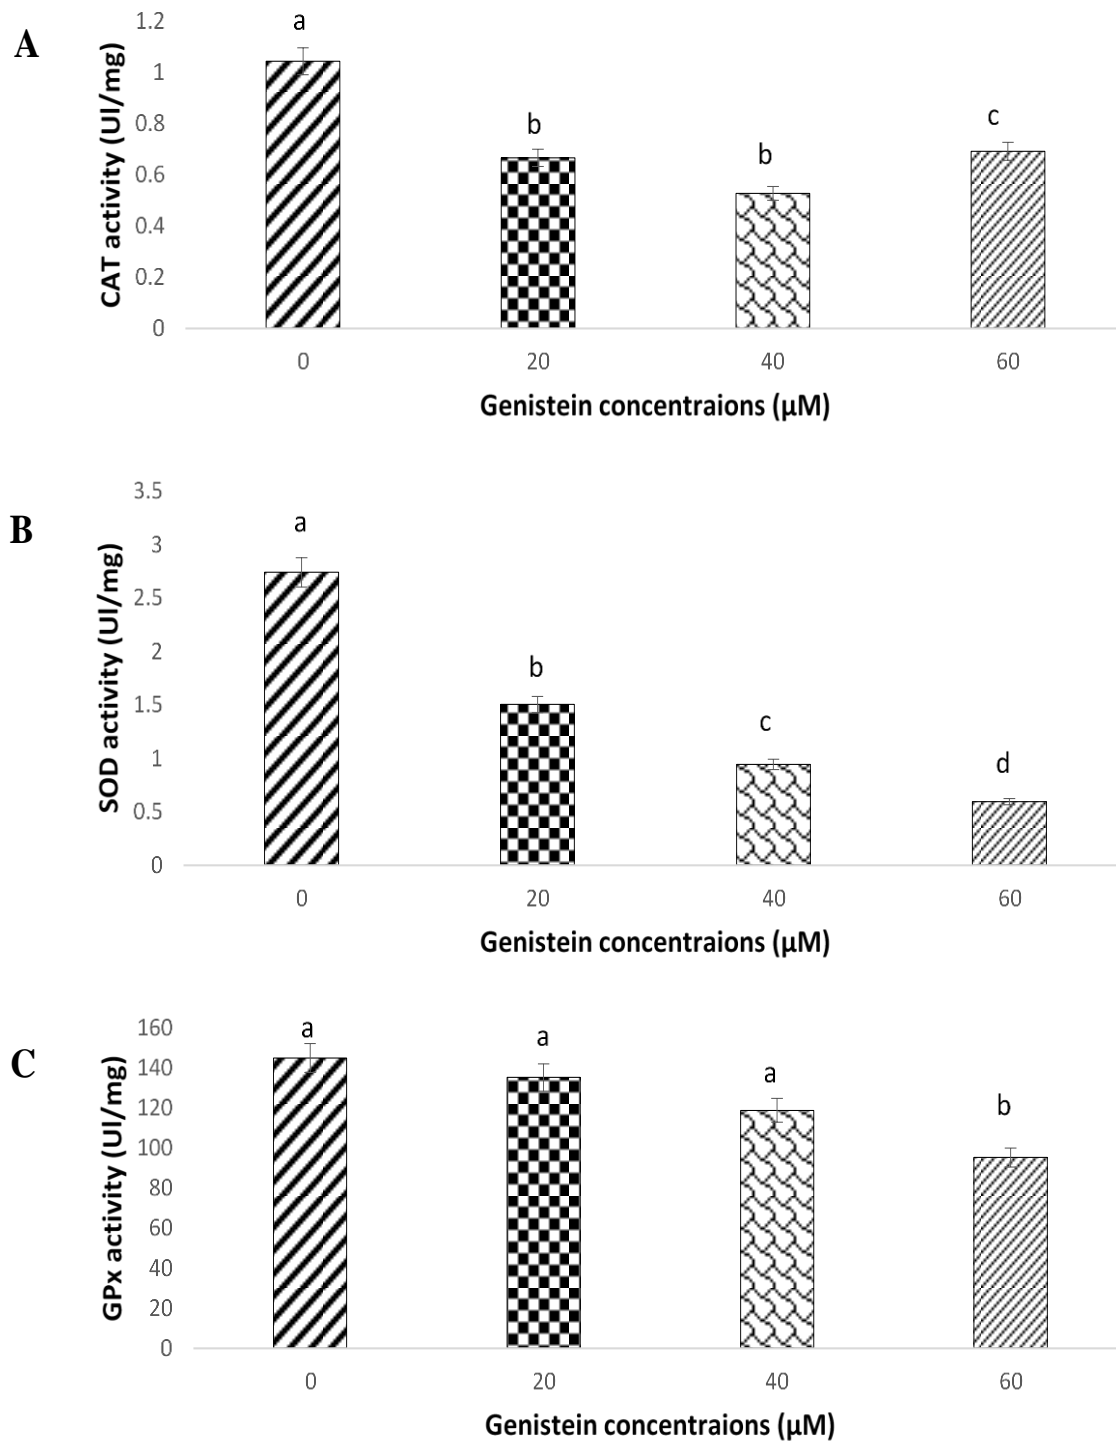 A
CAT activity (UI/mg)
1.2
1
0.8
0.6
0.4
0.2
0
a
b
b
c
0 20 40 60
Genistein concentraions (µM)
B
SOD activity (UI/mg)
3.5
3
2.5
2
1.5
1
0.5
0
a
b
c
d
0 20 40 60
Genistein concentraions (µM)
C
GPx activity (UI/mg)
160
140
120
100
80
60
40
20
0
a
a
a
b
0 20 40 60
Genistein concentraions (µM)